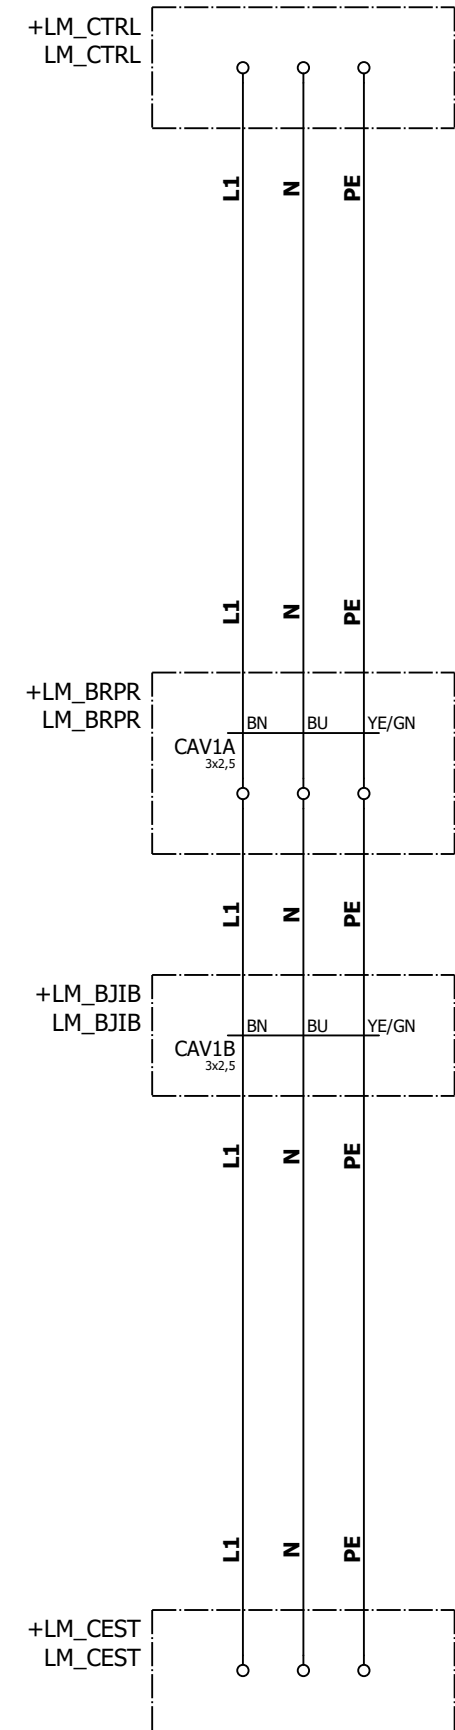 +LM_CTRL
LM_CTRL
L1 N PE
L1 N PE
+LM_BRPR
LM_BRPR
BN BU YE/GN
CAV1A
3x2,5
L1 N PE
+LM_BJIB
LM_BJIB
BN BU YE/GN
CAV1B
3x2,5
L1 N PE
L1 N PE
+LM_CEST
LM_CEST